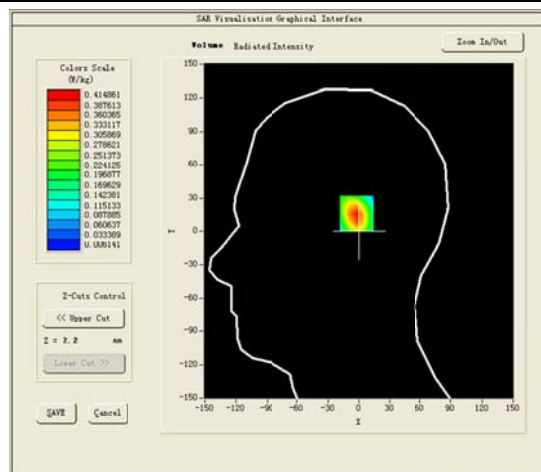 SAR Visualisation Graphical Interface
Volume Radiated Intensity
Zoom In/Out
Colors Scale
(W/kg)
0.414861
0.387613
0.360365
0.333117
0.305869
0.278621
0.251373
0.224125
0.196877
0.169629
0.142381
0.115133
0.087885
0.060637
0.033389
0.006141
Z-Cuts Control
<< Upper Cut
Z = 2.2 mm
Lower Cut >>
SAVE
Cancel
150
120
90
60
30
0
-30
-60
-90
-120
-150
Y
-150 -120 -90 -60 -30 0 30 60 90 120 150
X